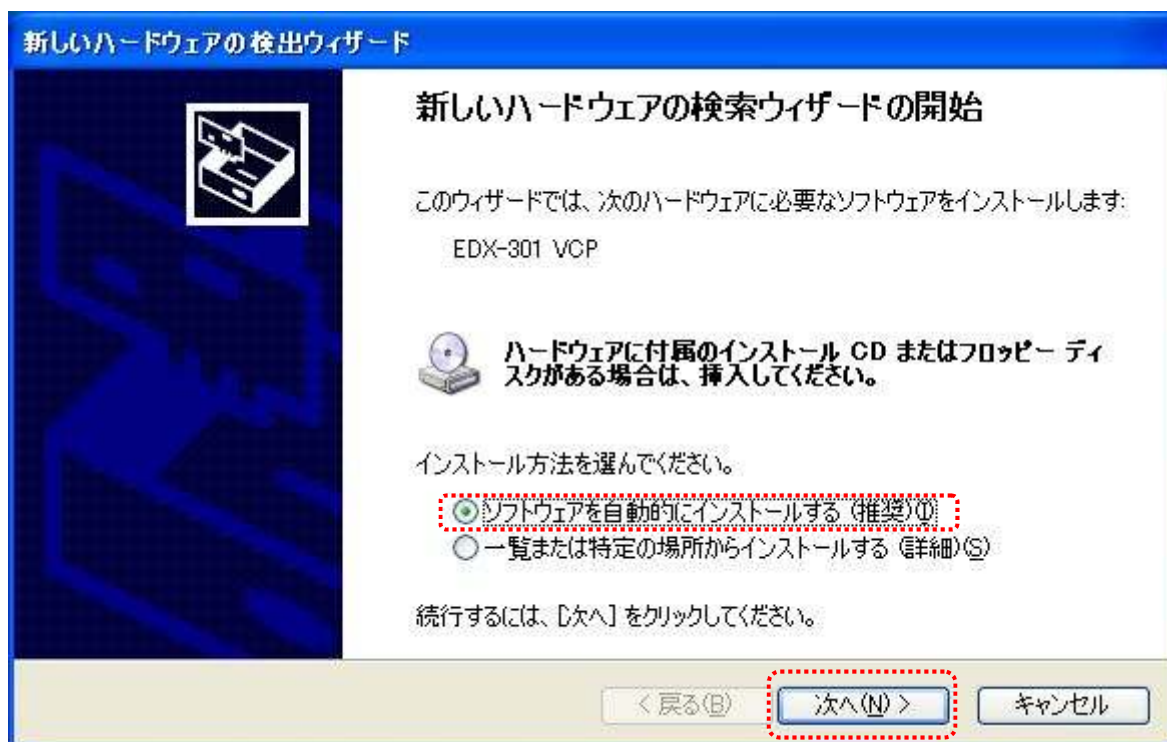 新しいハードウェアの検出ウィザード
新しいハードウェアの検索ウィザードの開始
このウィザードでは、次のハードウェアに必要なソフトウェアをインストールします:
EDX-301 VCP
ハードウェアに付属のインストール CD またはフロッピー ディ
スクがある場合は、挿入してください。
インストール方法を選んでください。
ソフトウェアを自動的にインストールする (推奨)(I)
一覧または特定の場所からインストールする (詳細)(S)
続行するには、[次へ] をクリックしてください。
< 戻る(B) 次へ(N) > キャンセル